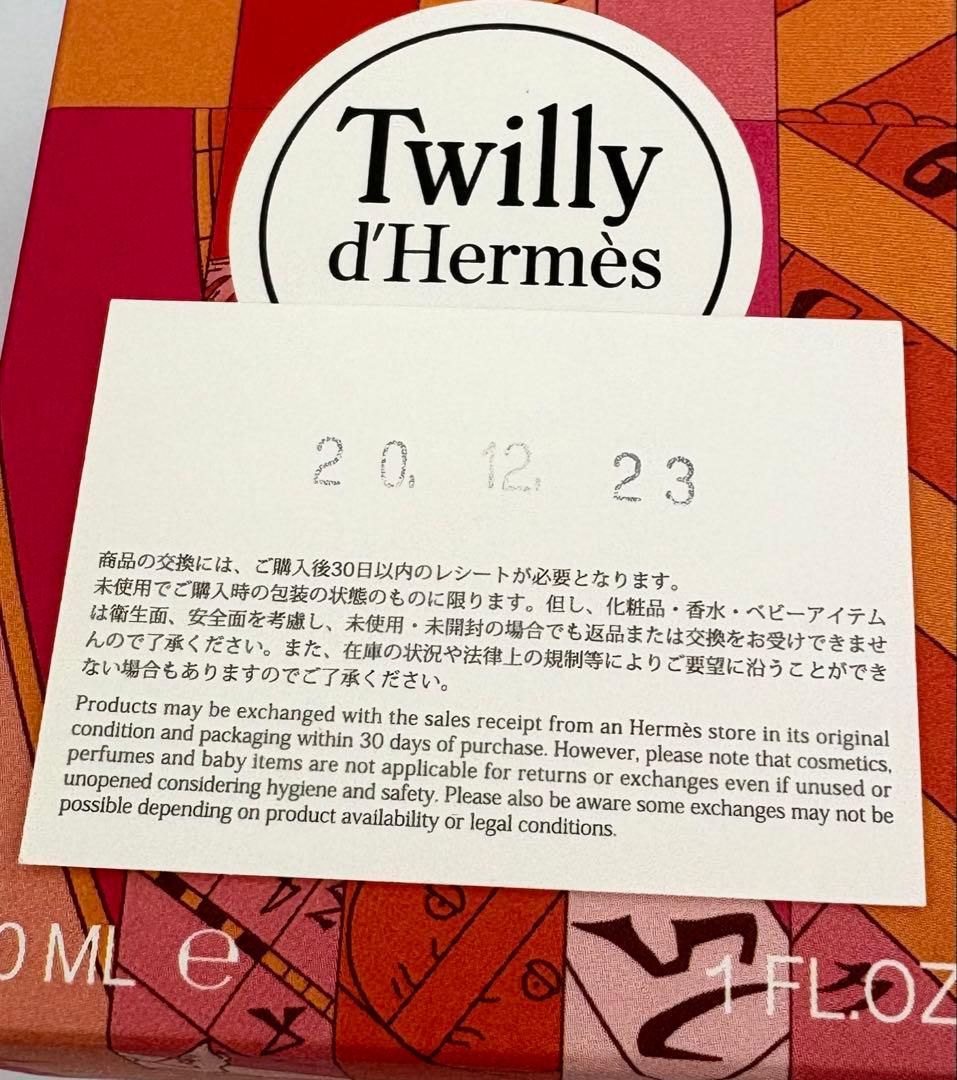 Twilly
d'Hermès
20. 12. 23
商品の交換には、ご購入後30日以内のレシートが必要となります。
未使用でご購入時の包装の状態のものに限ります。但し、化粧品・香水・ベビーアイテム
は衛生面、安全面を考慮し、未使用・未開封の場合でも返品または交換をお受けできませ
んので了承ください。また、在庫の状況や法律上の規制等によりご要望に沿うことができ
ない場合もありますのでご了承ください。
Products may be exchanged with the sales receipt from an Hermès store in its original
condition and packaging within 30 days of purchase. However, please note that cosmetics,
perfumes and baby items are not applicable for returns or exchanges even if unused or
unopened considering hygiene and safety. Please also be aware some exchanges may not be
possible depending on product availability or legal conditions.
0 ML ℮ 1 FL.OZ